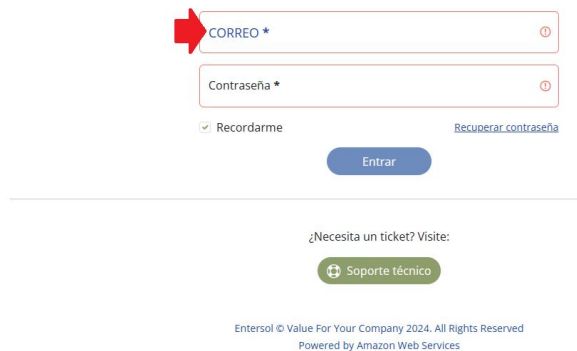 CORREO *
Contraseña *
Recordarme
Recuperar contraseña
Entrar
¿Necesita un ticket? Visite:
Soporte técnico
Entersol © Value For Your Company 2024. All Rights Reserved
Powered by Amazon Web Services